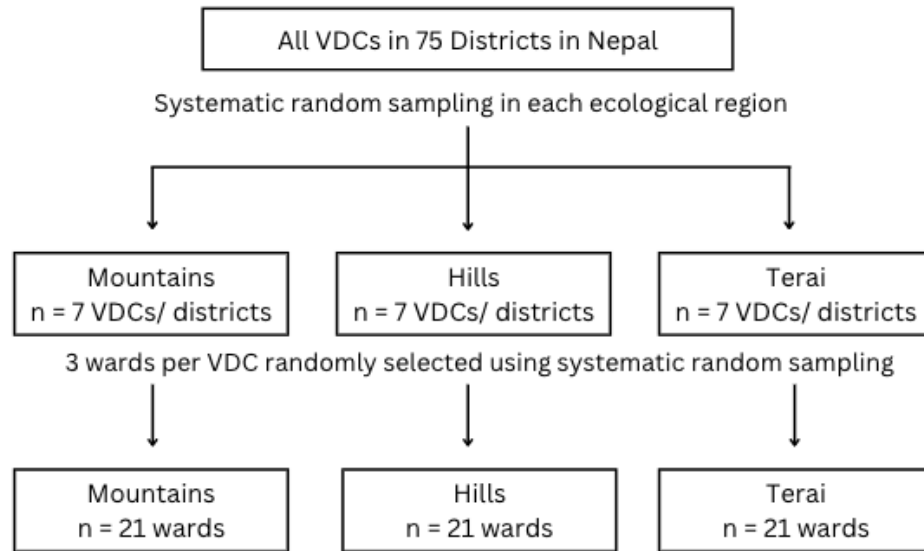 All VDCs in 75 Districts in Nepal
Systematic random sampling in each ecological region
Mountains
n = 7 VDCs/ districts
Hills
n = 7 VDCs/ districts
Terai
n = 7 VDCs/ districts
3 wards per VDC randomly selected using systematic random sampling
Mountains
n = 21 wards
Hills
n = 21 wards
Terai
n = 21 wards